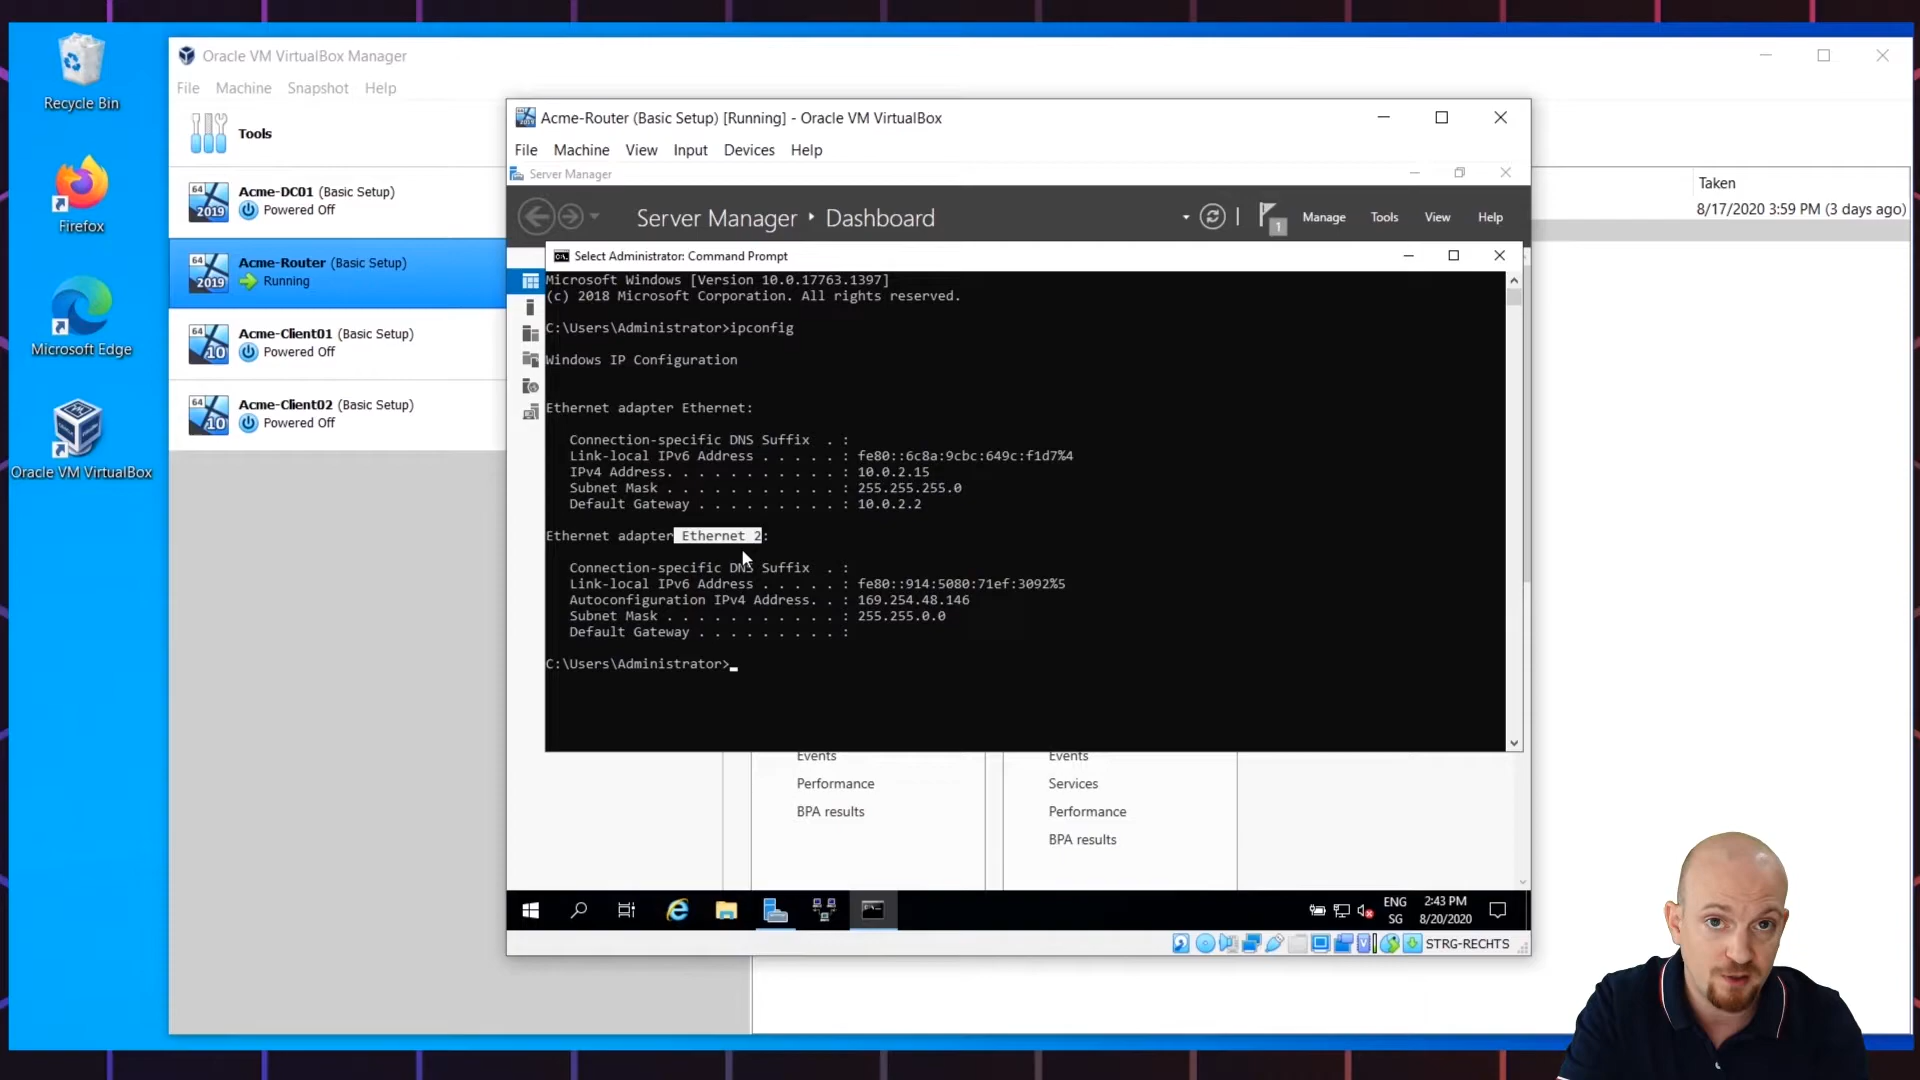 Recycle Bin
Firefox
Microsoft Edge
Oracle VM VirtualBox
Oracle VM VirtualBox Manager
File Machine Snapshot Help
Tools
64 2019 Acme-DC01 (Basic Setup)
Powered Off
64 2019 Acme-Router (Basic Setup)
Running
64 10 Acme-Client01 (Basic Setup)
Powered Off
64 10 Acme-Client02 (Basic Setup)
Powered Off
Taken
8/17/2020 3:59 PM (3 days ago)
Acme-Router (Basic Setup) [Running] - Oracle VM VirtualBox
File Machine View Input Devices Help
Server Manager
Server Manager Dashboard
1 Manage Tools View Help
Select Administrator: Command Prompt
Microsoft Windows [Version 10.0.17763.1397]
(c) 2018 Microsoft Corporation. All rights reserved.
C:\Users\Administrator>ipconfig
Windows IP Configuration
Ethernet adapter Ethernet:
Connection-specific DNS Suffix . :
Link-local IPv6 Address . . . . . : fe80::6c8a:9cbc:649c:f1d7%4
IPv4 Address. . . . . . . . . . . : 10.0.2.15
Subnet Mask . . . . . . . . . . . : 255.255.255.0
Default Gateway . . . . . . . . . : 10.0.2.2
Ethernet adapter Ethernet 2:
Connection-specific DNS Suffix . :
Link-local IPv6 Address . . . . . : fe80::914:5080:71ef:3092%5
Autoconfiguration IPv4 Address. . : 169.254.48.146
Subnet Mask . . . . . . . . . . . : 255.255.0.0
Default Gateway . . . . . . . . . :
C:\Users\Administrator>_
Events
Performance
BPA results
Events
Services
Performance
BPA results
ENG
SG
2:43 PM
8/20/2020
STRG-RECHTS